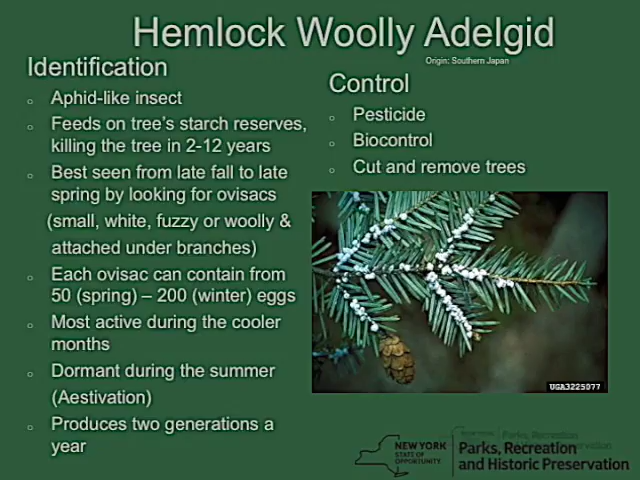 Hemlock Woolly Adelgid
Origin: Southern Japan
Identification
Aphid-like insect
Feeds on tree's starch reserves,
killing the tree in 2-12 years
Best seen from late fall to late
spring by looking for ovisacs
(small, white, fuzzy or woolly &
attached under branches)
Each ovisac can contain from
50 (spring) – 200 (winter) eggs
Most active during the cooler
months
Dormant during the summer
(Aestivation)
Produces two generations a
year
Control
Pesticide
Biocontrol
Cut and remove trees
UGA3225077
NEW YORK
STATE OF
OPPORTUNITY.
Parks, Recreation
and Historic Preservation